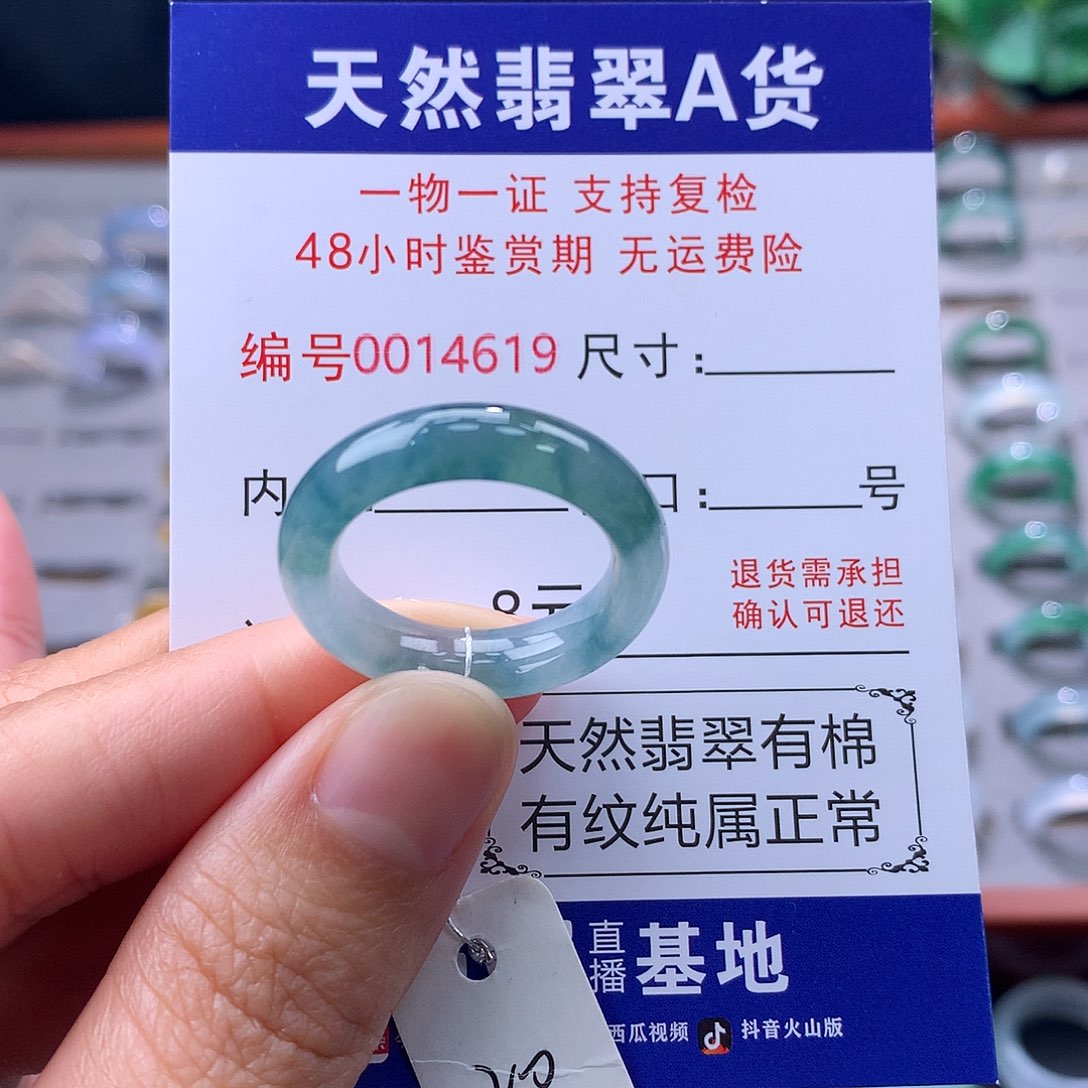 天然翡翠A货
一物一证 支持复检
48小时鉴赏期 无运费险
编号0014619 尺寸:
内 口: 号
8元
退货需承担
确认可退还
天然翡翠有棉
有纹纯属正常
直播基地
西瓜视频 抖音火山版